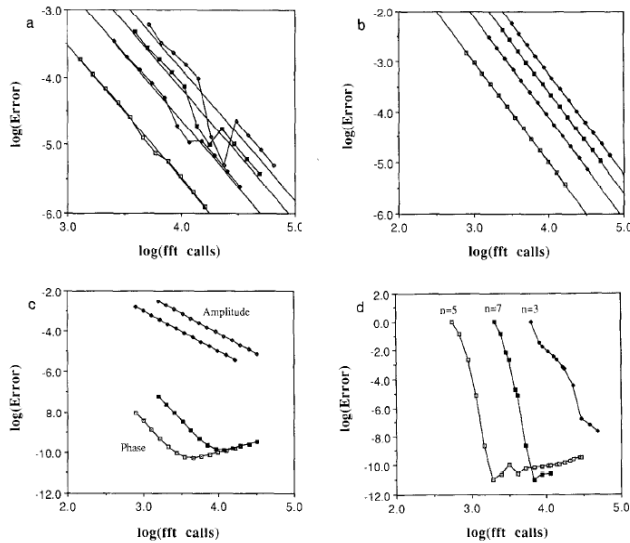 a
-3.0
-4.0
-5.0
-6.0
log(Error)
3.0 4.0 5.0
log(fft calls)
b
-2.0
-3.0
-4.0
-5.0
-6.0
log(Error)
2.0 3.0 4.0 5.0
log(fft calls)
c
-2.0
-4.0
-6.0
-8.0
-10.0
-12.0
log(Error)
Amplitude
Phase
2.0 3.0 4.0 5.0
log(fft calls)
d
2.0
0.0
-2.0
-4.0
-6.0
-8.0
-10.0
-12.0
log(Error)
n=5 n=7 n=3
2.0 3.0 4.0 5.0
log(fft calls)